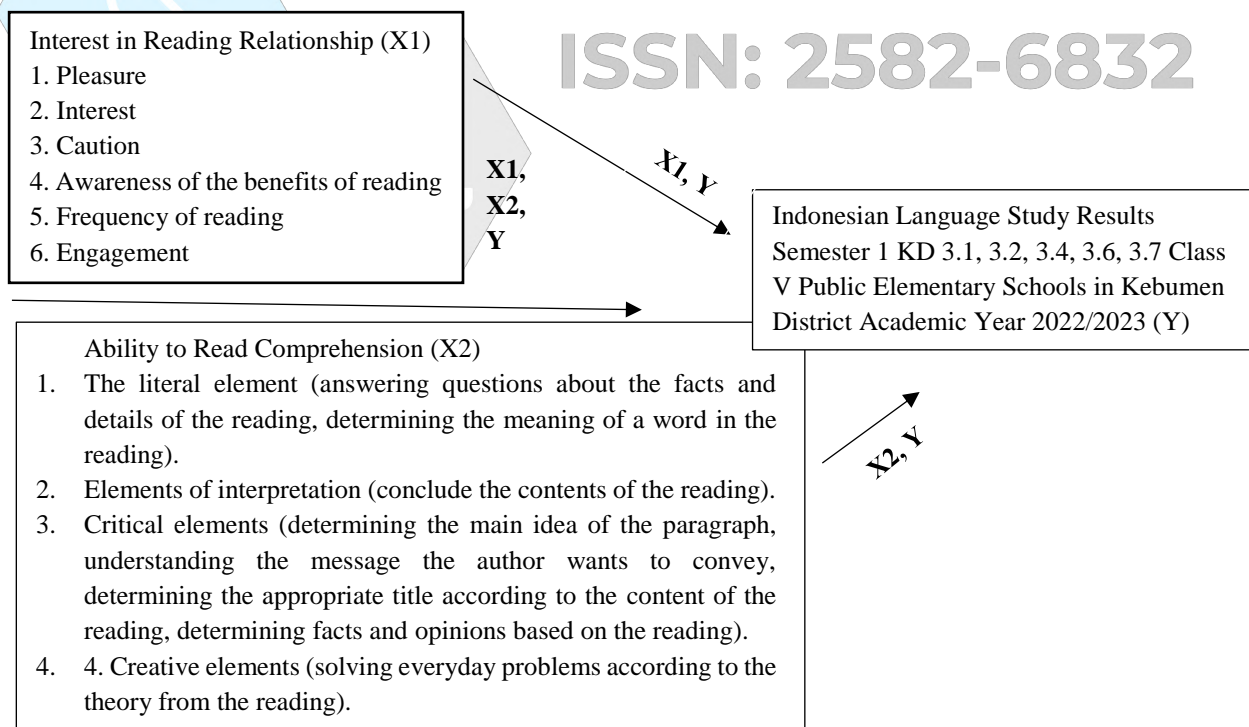 Interest in Reading Relationship (X1)
1. Pleasure
2. Interest
3. Caution
4. Awareness of the benefits of reading
5. Frequency of reading
6. Engagement
ISSN: 2582-6832
X1,
X2,
Y
X1, Y
Indonesian Language Study Results
Semester 1 KD 3.1, 3.2, 3.4, 3.6, 3.7 Class
V Public Elementary Schools in Kebumen
District Academic Year 2022/2023 (Y)
Ability to Read Comprehension (X2)
1. The literal element (answering questions about the facts and
details of the reading, determining the meaning of a word in the
reading).
2. Elements of interpretation (conclude the contents of the reading).
3. Critical elements (determining the main idea of the paragraph,
understanding the message the author wants to convey,
determining the appropriate title according to the content of the
reading, determining facts and opinions based on the reading).
4. 4. Creative elements (solving everyday problems according to the
theory from the reading).
X2, Y